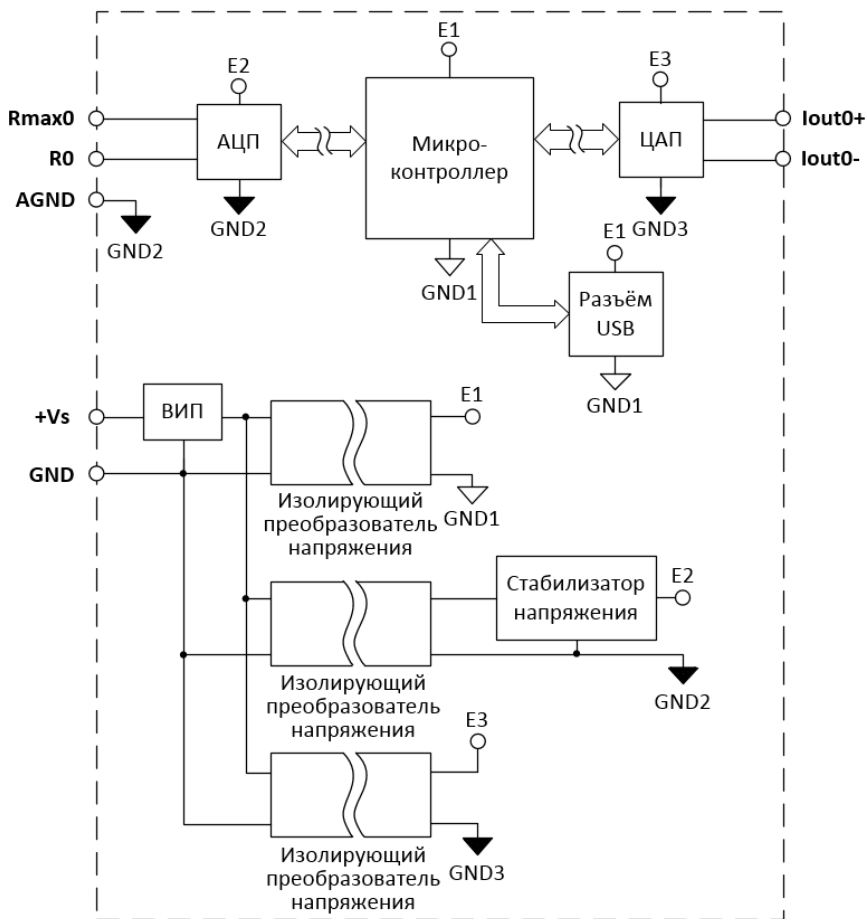 E1
E2
E3
Rmax0
R0
AGND
АЦП
Микро-
контроллер
ЦАП
Iout0+
Iout0-
GND2
GND2
GND1
GND3
E1
Разъём
USB
GND1
+Vs
GND
ВИП
E1
GND1
Изолирующий
преобразователь
напряжения
Стабилизатор
напряжения
E2
GND2
Изолирующий
преобразователь
напряжения
E3
GND3
Изолирующий
преобразователь
напряжения